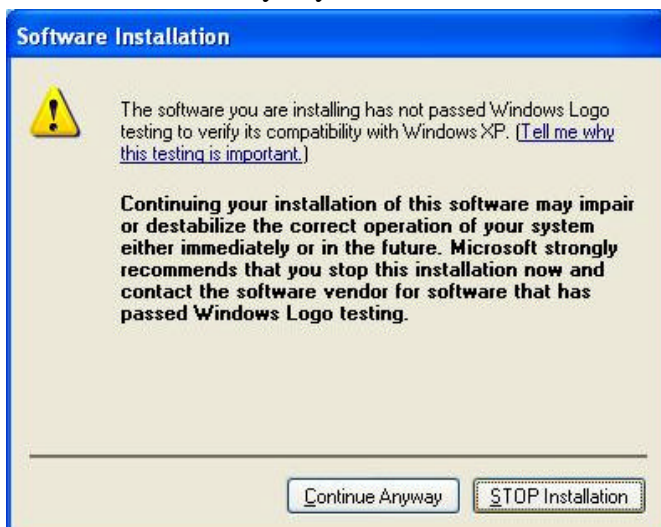 Software Installation
The software you are installing has not passed Windows Logo
testing to verify its compatibility with Windows XP. (Tell me why
this testing is important.)
Continuing your installation of this software may impair
or destabilize the correct operation of your system
either immediately or in the future. Microsoft strongly
recommends that you stop this installation now and
contact the software vendor for software that has
passed Windows Logo testing.
Continue Anyway
STOP Installation